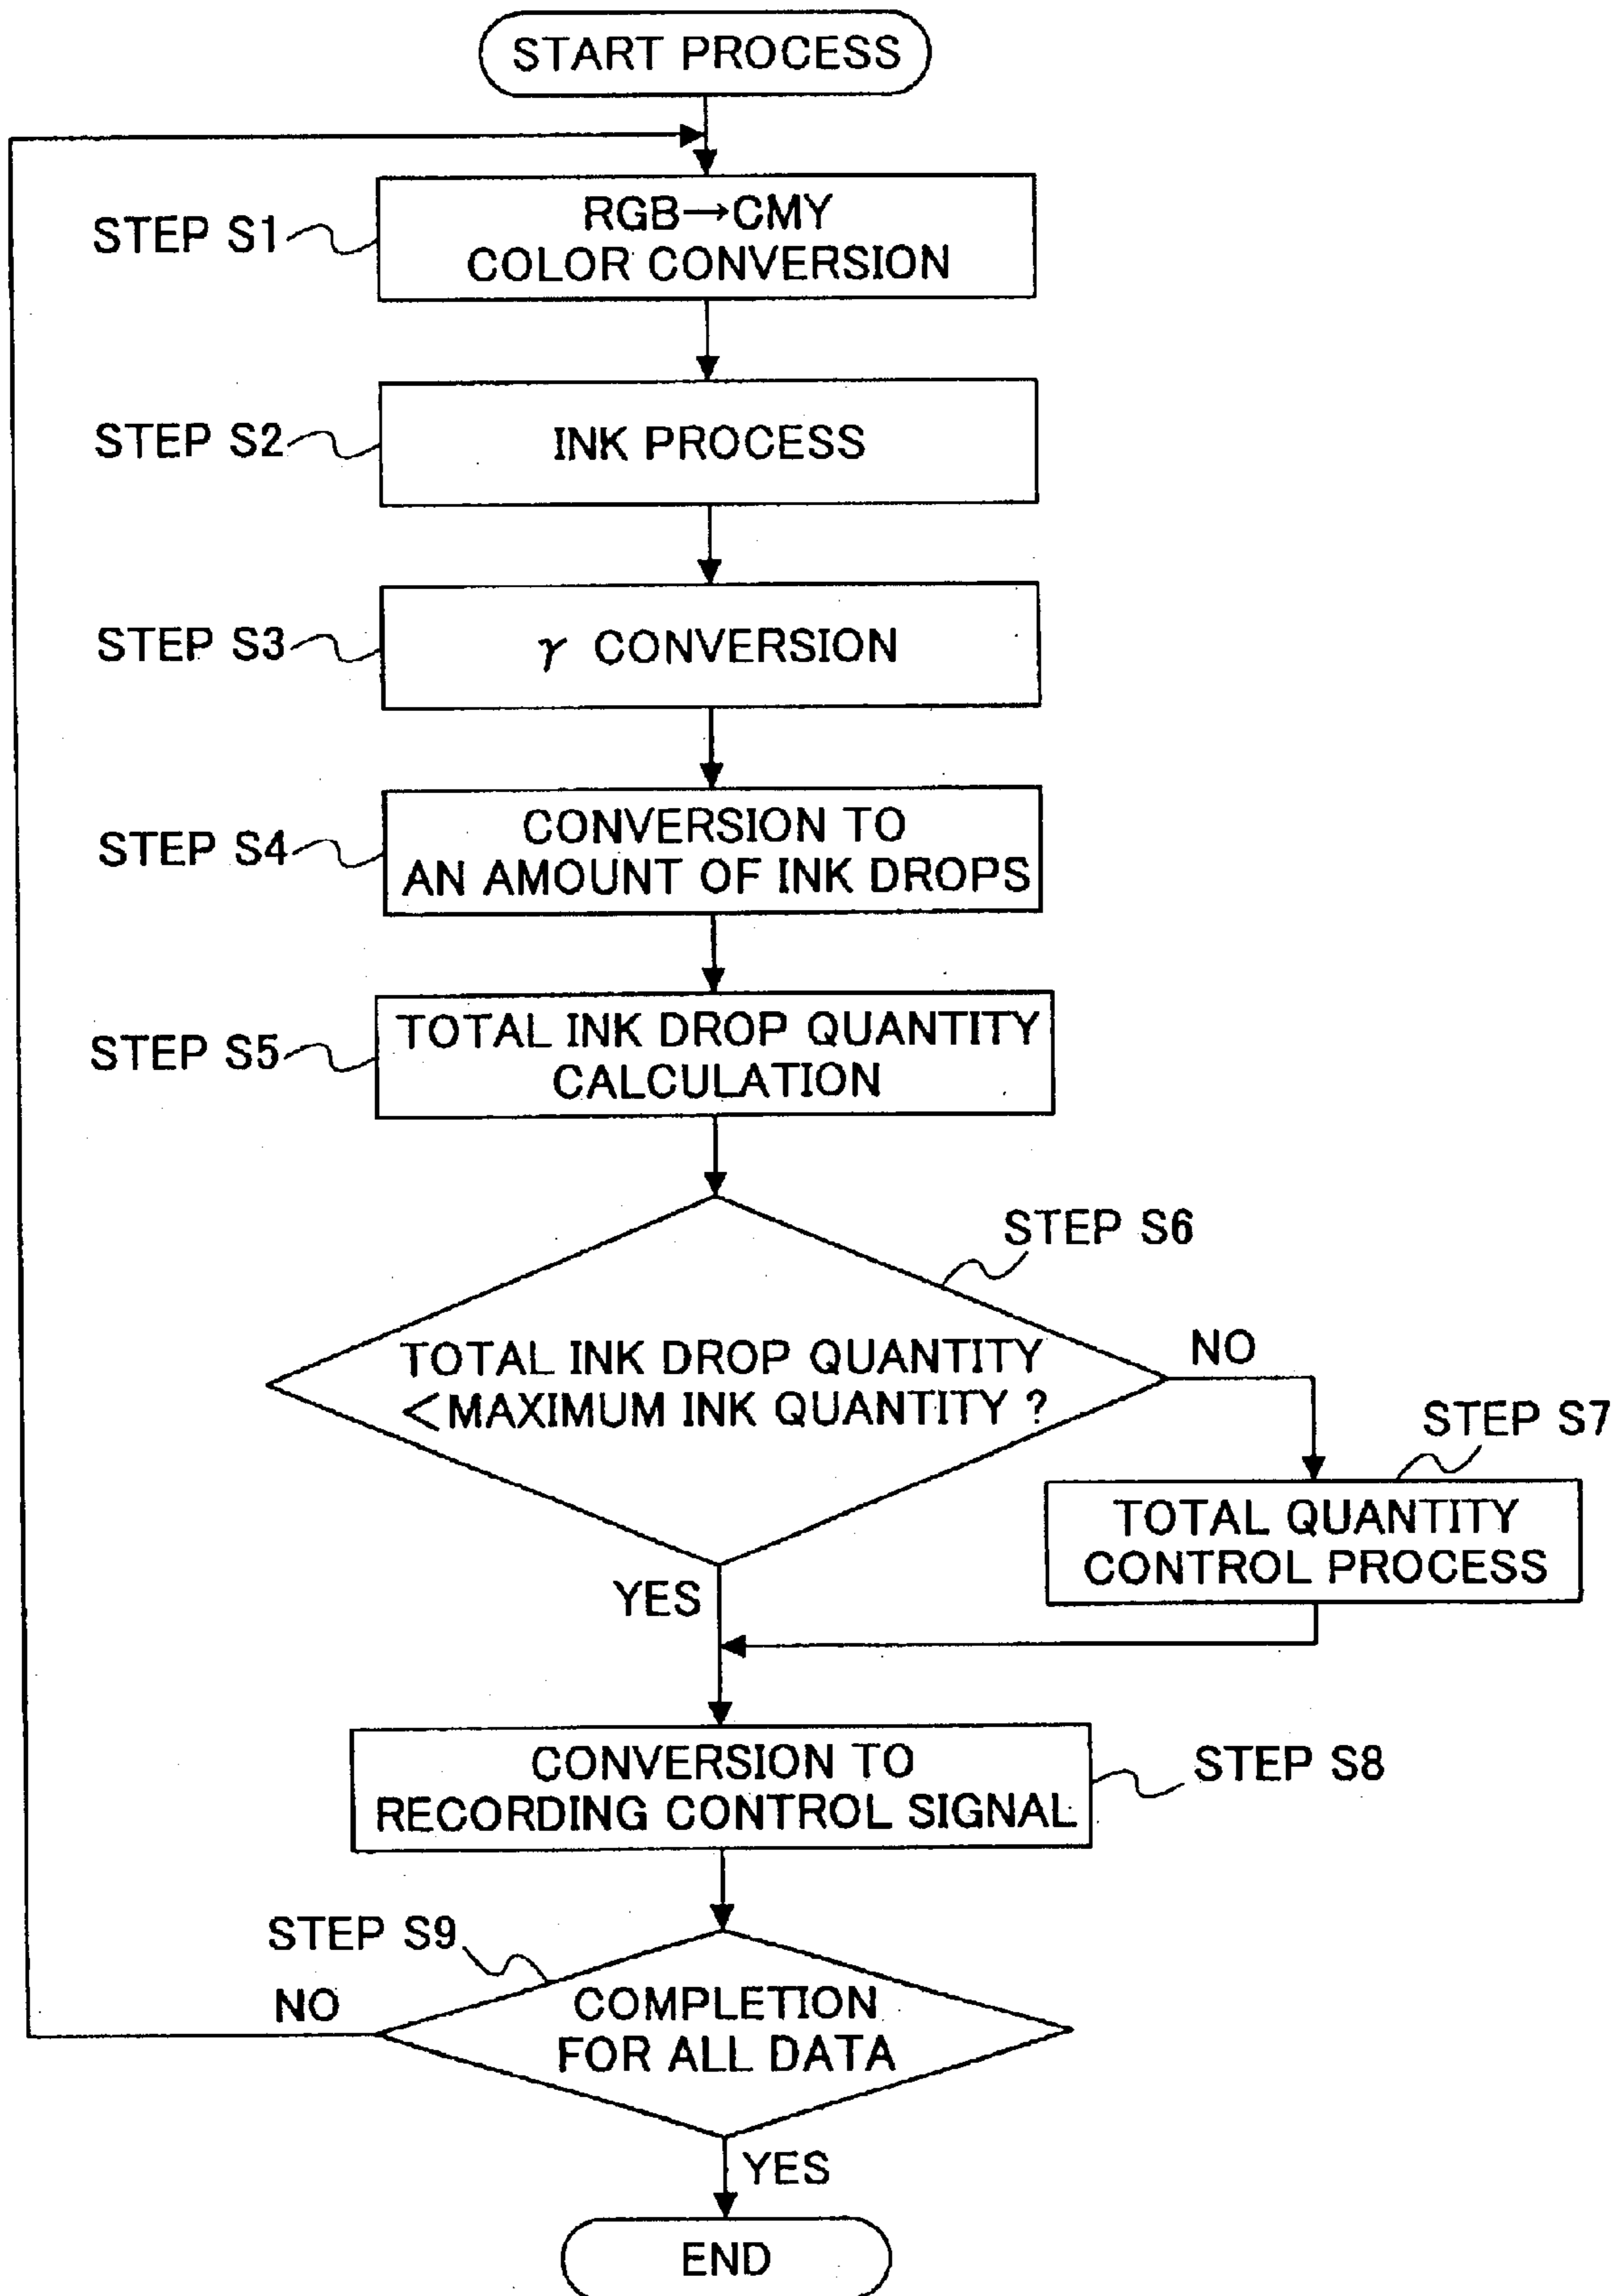 START PROCESS
STEP S1
RGB→CMY
COLOR CONVERSION
STEP S2
INK PROCESS
STEP S3
γ CONVERSION
STEP S4
CONVERSION TO
AN AMOUNT OF INK DROPS
STEP S5
TOTAL INK DROP QUANTITY
CALCULATION
STEP S6
TOTAL INK DROP QUANTITY
<MAXIMUM INK QUANTITY ?
NO
STEP S7
TOTAL QUANTITY
CONTROL PROCESS
YES
CONVERSION TO
RECORDING CONTROL SIGNAL
STEP S8
STEP S9
NO
COMPLETION
FOR ALL DATA
YES
END